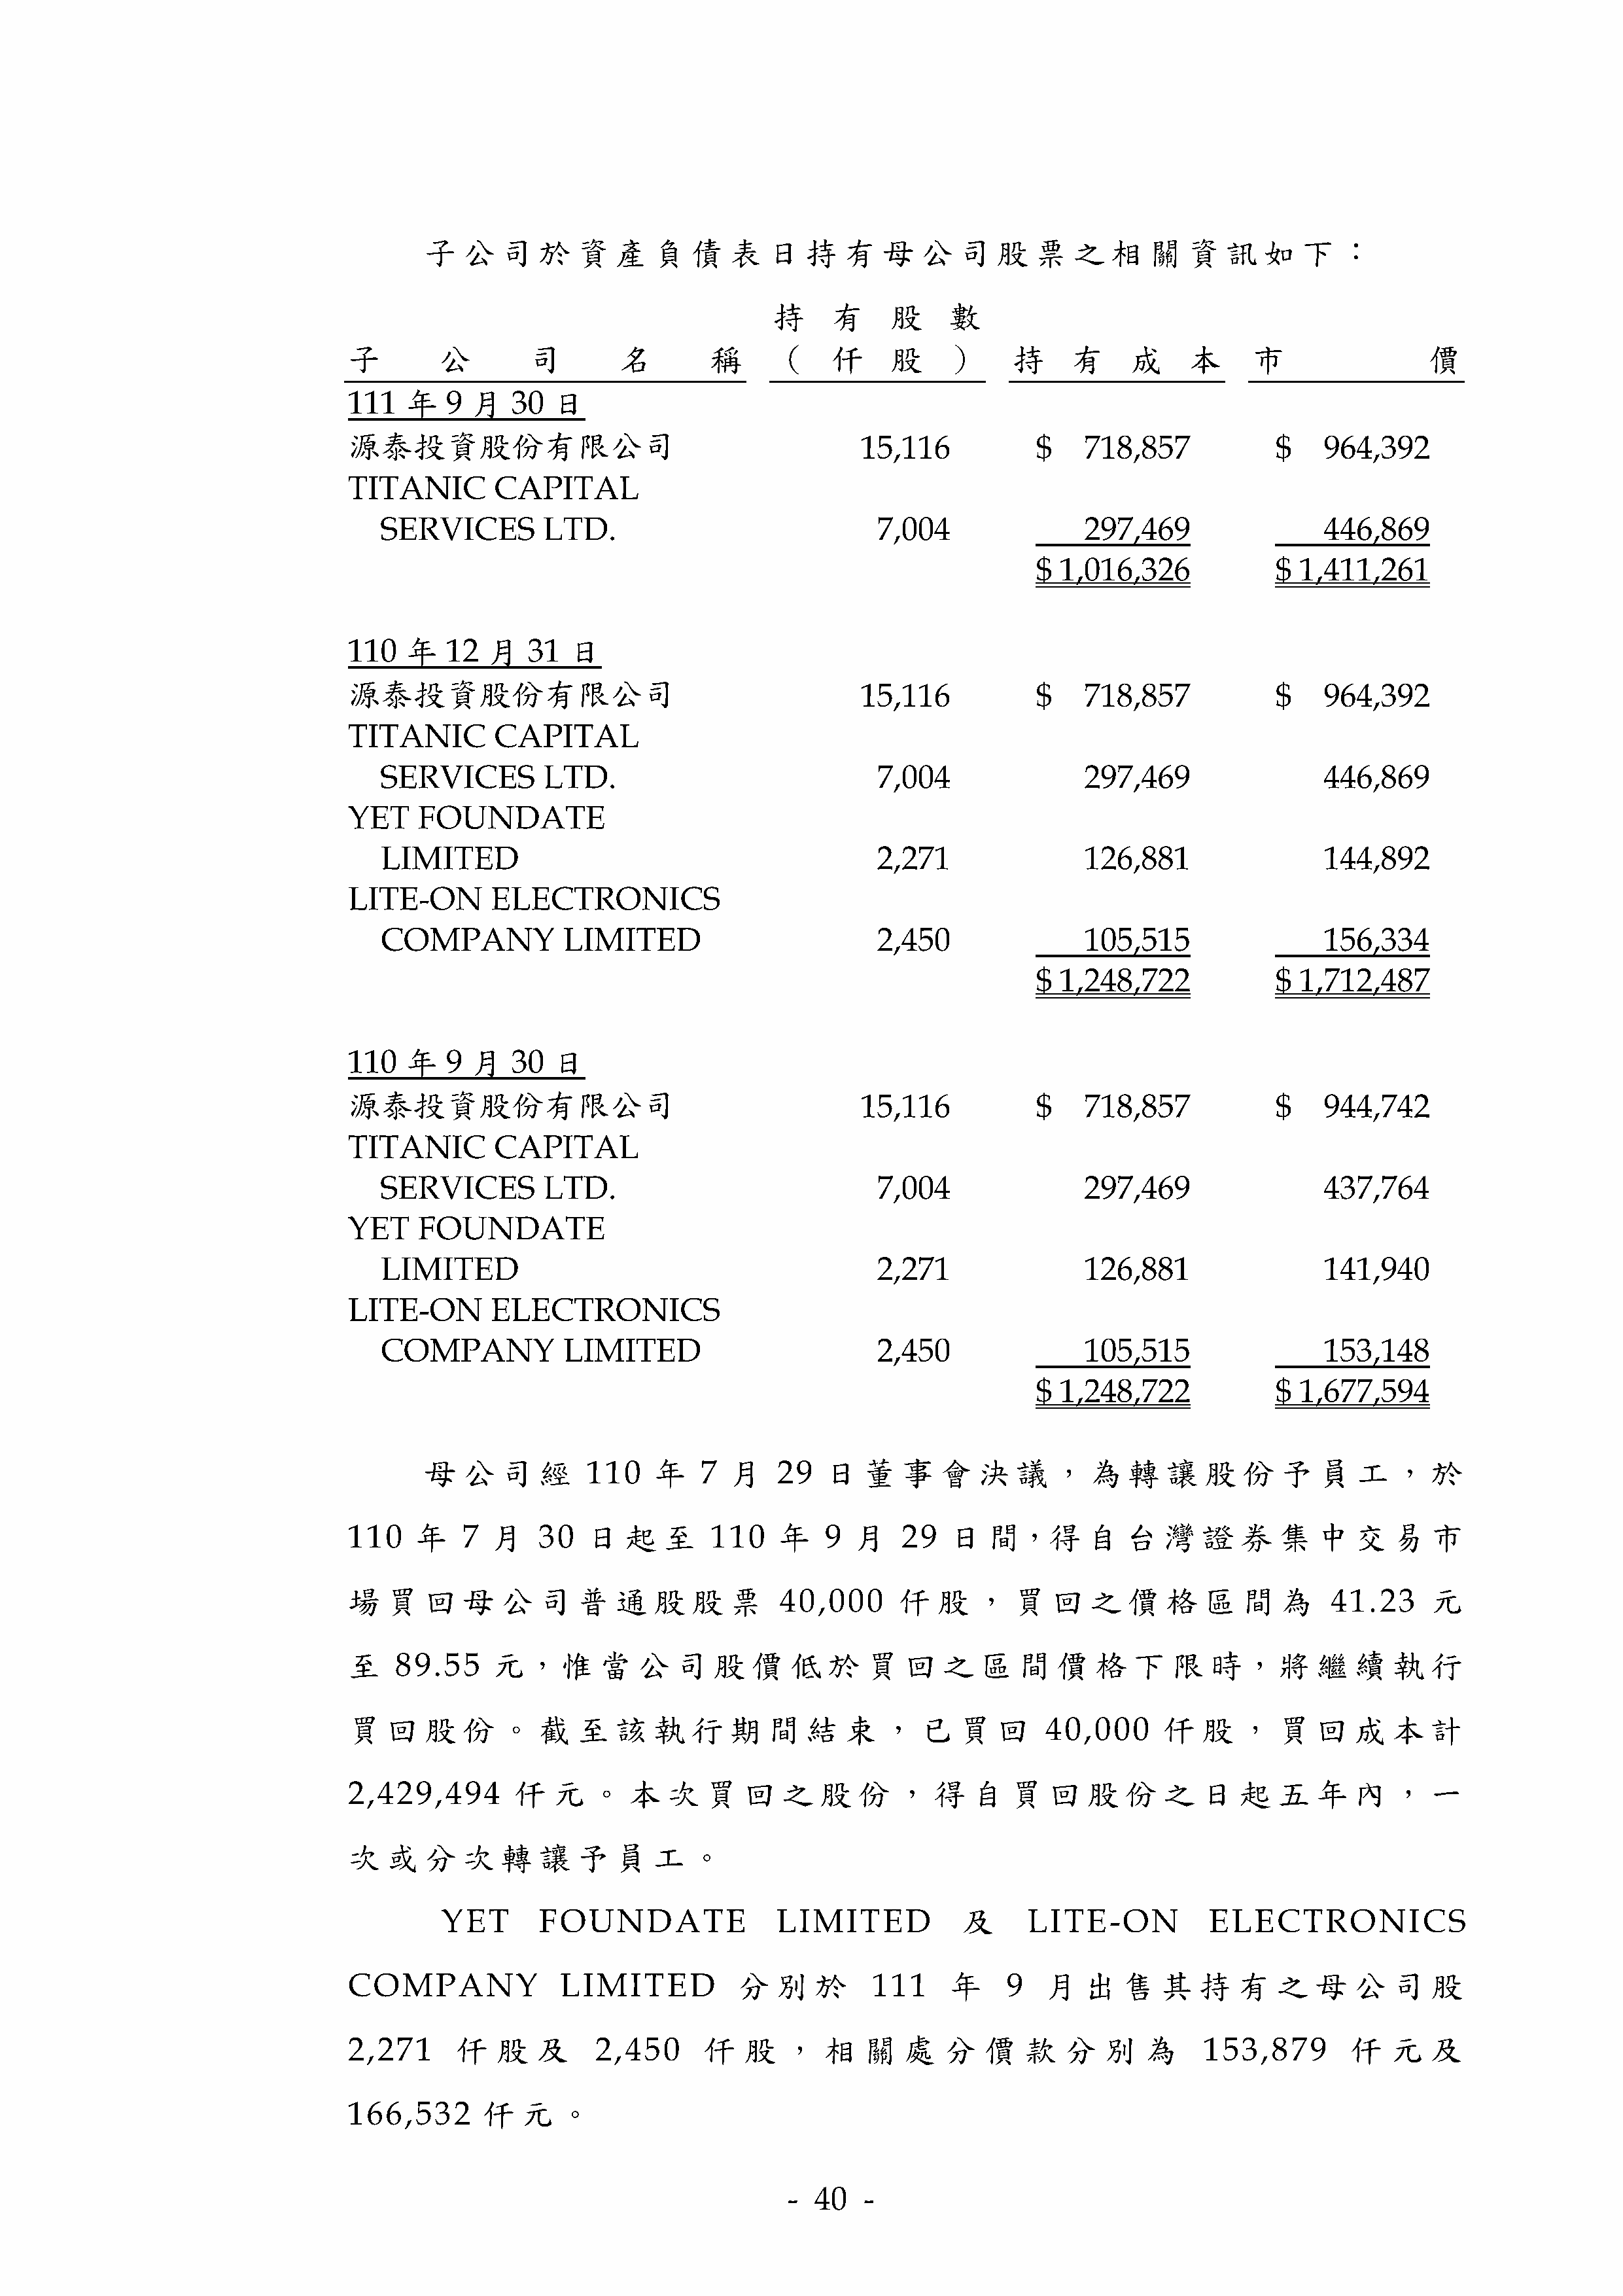 子公司於資產負債表日持有母公司股票之相關資訊如下：
持有股數
子公司名稱 （仟股） 持有成本 市價
111 年 9 月 30 日
源泰投資股份有限公司 15,116 $ 718,857 $ 964,392
TITANIC CAPITAL
SERVICES LTD. 7,004 297,469 446,869
$ 1,016,326 $ 1,411,261
110 年 12 月 31 日
源泰投資股份有限公司 15,116 $ 718,857 $ 964,392
TITANIC CAPITAL
SERVICES LTD. 7,004 297,469 446,869
YET FOUNDATE
LIMITED 2,271 126,881 144,892
LITE-ON ELECTRONICS
COMPANY LIMITED 2,450 105,515 156,334
$ 1,248,722 $ 1,712,487
110 年 9 月 30 日
源泰投資股份有限公司 15,116 $ 718,857 $ 944,742
TITANIC CAPITAL
SERVICES LTD. 7,004 297,469 437,764
YET FOUNDATE
LIMITED 2,271 126,881 141,940
LITE-ON ELECTRONICS
COMPANY LIMITED 2,450 105,515 153,148
$ 1,248,722 $ 1,677,594
母公司經 110 年 7 月 29 日董事會決議，為轉讓股份予員工，於
110 年 7 月 30 日起至 110 年 9 月 29 日間，得自台灣證券集中交易市
場買回母公司普通股股票 40,000 仟股，買回之價格區間為 41.23 元
至 89.55 元，惟當公司股價低於買回之區間價格下限時，將繼續執行
買回股份。截至該執行期間結束，已買回 40,000 仟股，買回成本計
2,429,494 仟元。本次買回之股份，得自買回股份之日起五年內，一
次或分次轉讓予員工。
YET FOUNDATE LIMITED 及 LITE-ON ELECTRONICS
COMPANY LIMITED 分別於 111 年 9 月出售其持有之母公司股
2,271 仟股及 2,450 仟股，相關處分價款分別為 153,879 仟元及
166,532 仟元。
- 40 -